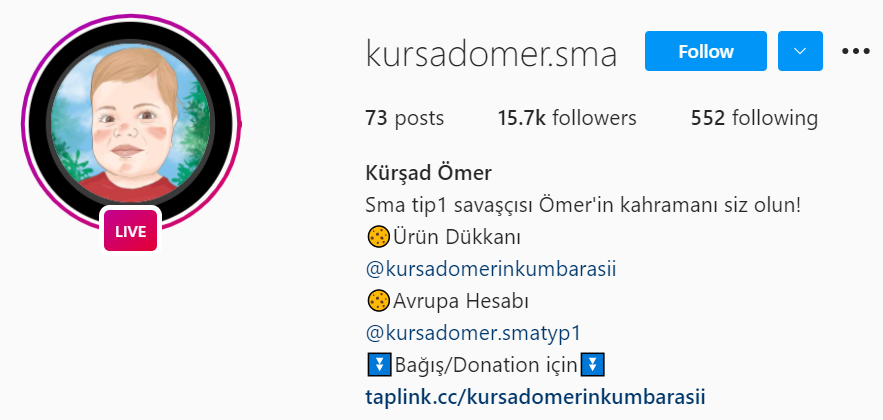 kursadomer.sma Follow
73 posts 15.7k followers 552 following
Kürşad Ömer
Sma tip1 savaşçısı Ömer'in kahramanı siz olun!
🍪Ürün Dükkanı
@kursadomerinkumbarasii
🍪Avrupa Hesabı
@kursadomer.smatyp1
⏬Bağış/Donation için⏬
taplink.cc/kursadomerinkumbarasii
LIVE